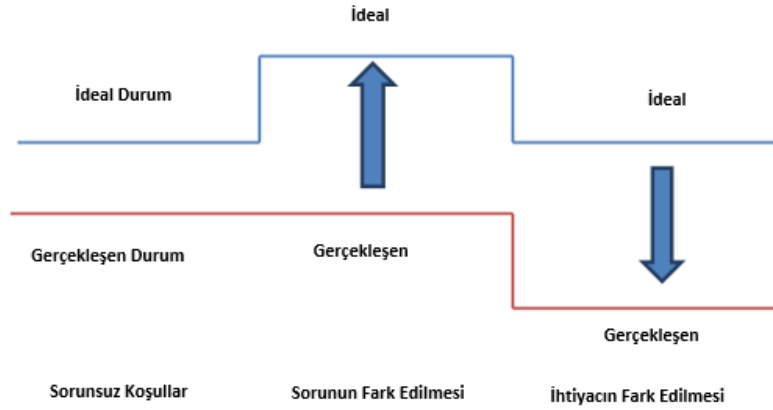 İdeal
İdeal Durum
İdeal
Gerçekleşen Durum
Gerçekleşen
Gerçekleşen
Sorunsuz Koşullar
Sorunun Fark Edilmesi
İhtiyacın Fark Edilmesi